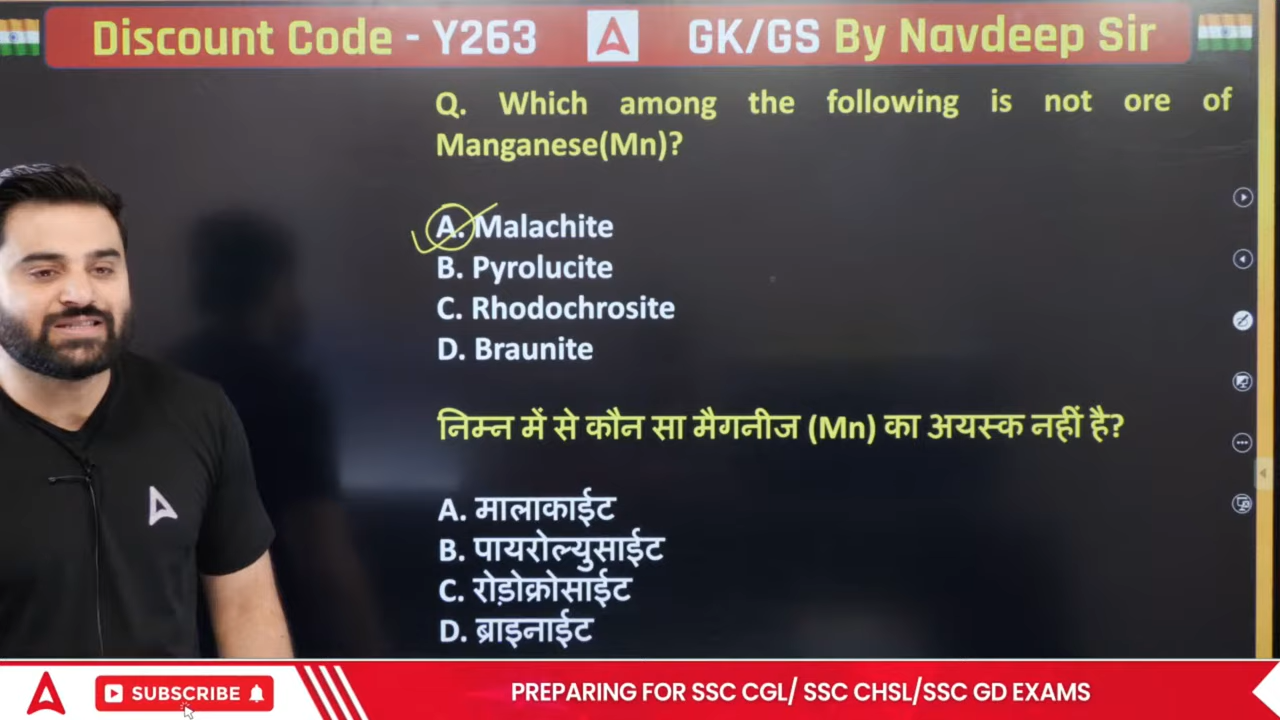 Discount Code - Y263 GK/GS By Navdeep Sir
Q. Which among the following is not ore of
Manganese(Mn)?
A. Malachite
B. Pyrolucite
C. Rhodochrosite
D. Braunite
निम्न में से कौन सा मैगनीज (Mn) का अयस्क नहीं है?
A. मालाकाईट
B. पायरोल्युसाईट
C. रोड़ोक्रोसाईट
D. ब्राइनाईट
SUBSCRIBE
PREPARING FOR SSC CGL/ SSC CHSL/SSC GD EXAMS